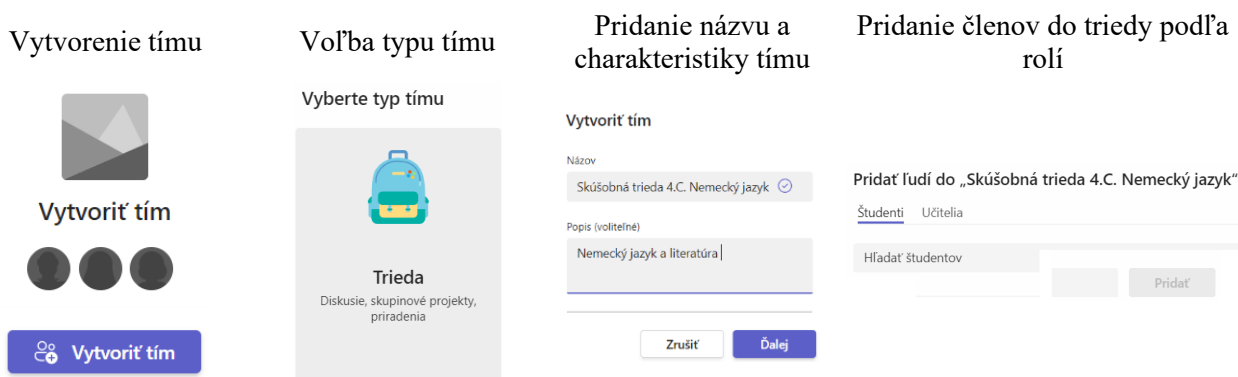 Vytvorenie tímu
Vytvoriť tím
Vytvoriť tím
Voľba typu tímu
Vyberte typ tímu
Trieda
Diskusie, skupinové projekty,
priradenia
Pridanie názvu a
charakteristiky tímu
Vytvoriť tím
Názov
Skúšobná trieda 4.C. Nemecký jazyk
Popis (voliteľné)
Nemecký jazyk a literatúra
Zrušiť Ďalej
Pridanie členov do triedy podľa
rolí
Pridať ľudí do „Skúšobná trieda 4.C. Nemecký jazyk“
Študenti Učitelia
Hľadať študentov
Pridať